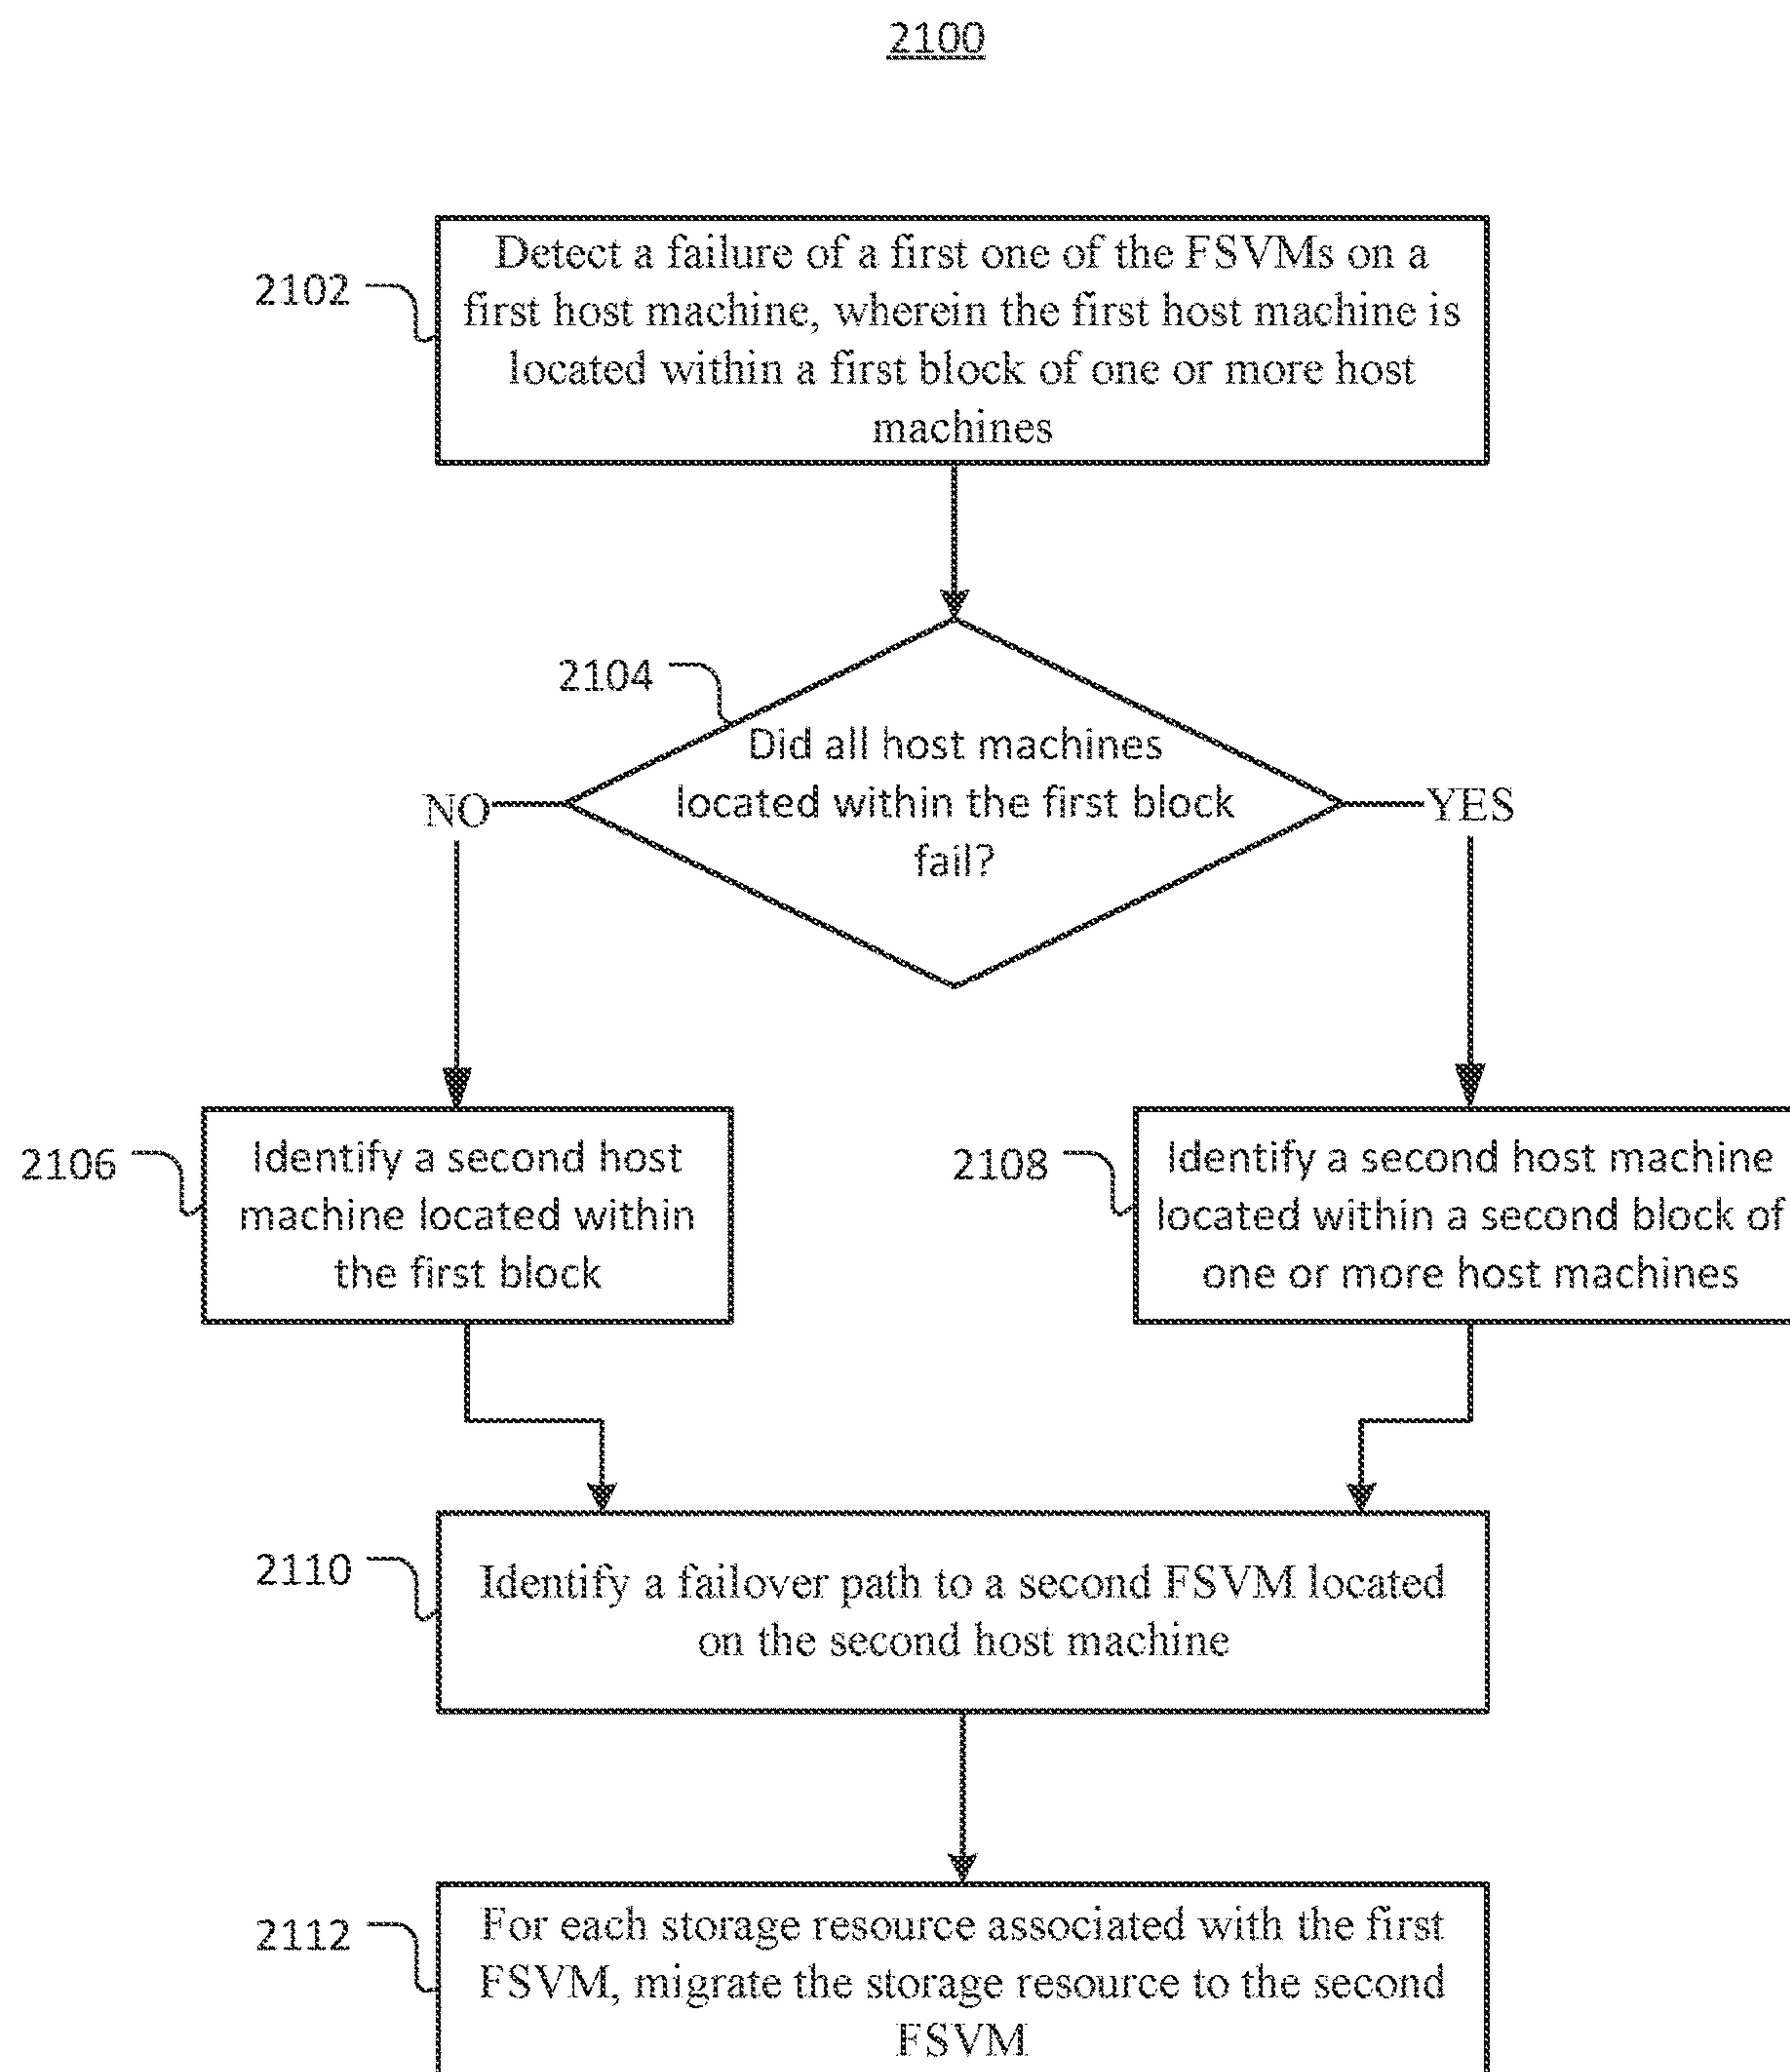 2100
2102
Detect a failure of a first one of the FSVMs on a
first host machine, wherein the first host machine is
located within a first block of one or more host
machines
2104
Did all host machines
located within the first block
fail?
NO
YES
2106
Identify a second host
machine located within
the first block
2108
Identify a second host machine
located within a second block of
one or more host machines
2110
Identify a failover path to a second FSVM located
on the second host machine
2112
For each storage resource associated with the first
FSVM, migrate the storage resource to the second
FSVM